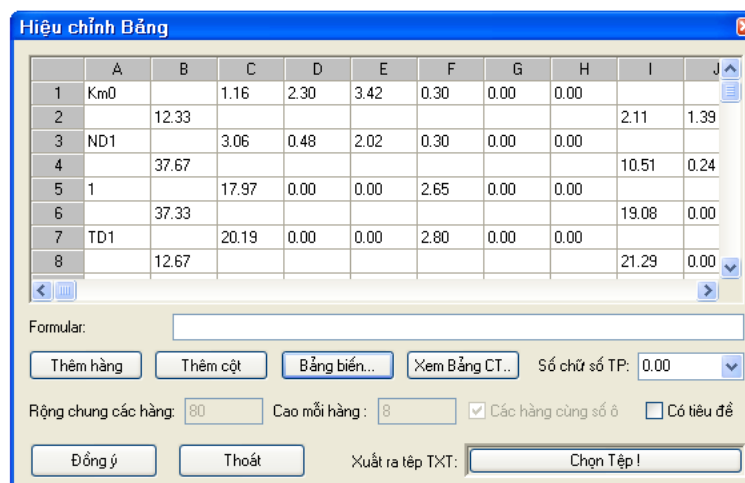 Hiệu chỉnh Bảng
A B C D E F G H I J
1 Km0 1.16 2.30 3.42 0.30 0.00 0.00
2 12.33 2.11 1.39
3 ND1 3.06 0.48 2.02 0.30 0.00 0.00
4 37.67 10.51 0.24
5 1 17.97 0.00 0.00 2.65 0.00 0.00
6 37.33 19.08 0.00
7 TD1 20.19 0.00 0.00 2.80 0.00 0.00
8 12.67 21.29 0.00
Formular:
Thêm hàng Thêm cột Bảng biến... Xem Bảng CT.. Số chữ số TP: 0.00
Rộng chung các hàng: 80 Cao mỗi hàng : 8 Các hàng cùng số ô Có tiêu đề
Đồng ý Thoát Xuất ra tệp TXT: Chọn Tệp !